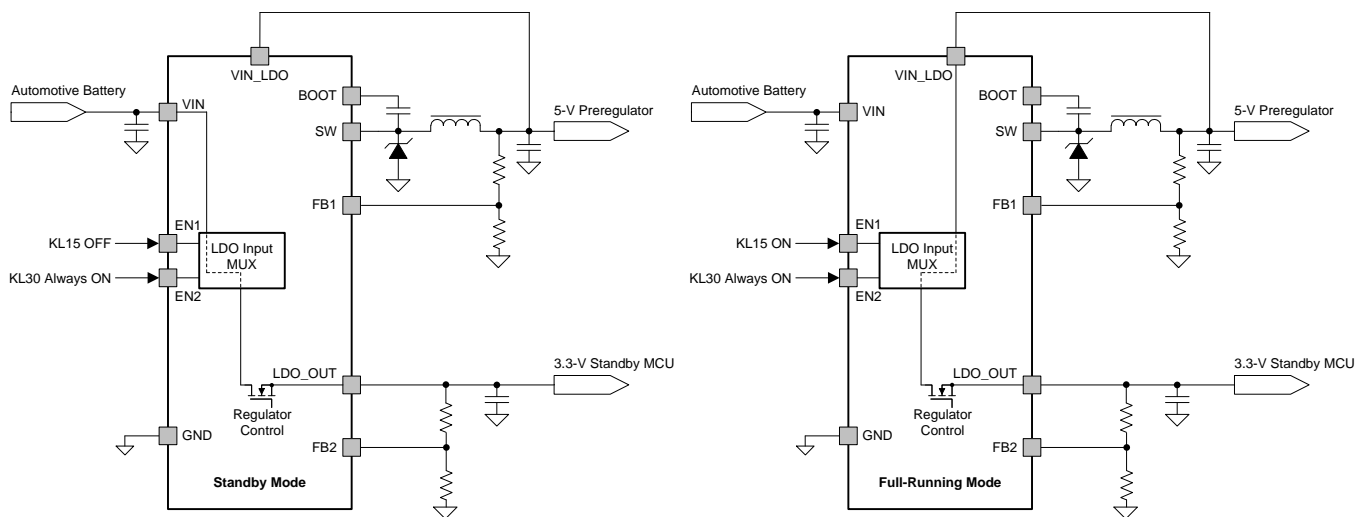 VIN_LDO
Automotive Battery
VIN
BOOT
SW
5-V Preregulator
FB1
EN1
KL15 OFF
LDO Input
MUX
KL30 Always ON
EN2
LDO_OUT
3.3-V Standby MCU
Regulator
Control
GND
FB2
Standby Mode
VIN_LDO
Automotive Battery
VIN
BOOT
SW
5-V Preregulator
FB1
EN1
KL15 ON
LDO Input
MUX
KL30 Always ON
EN2
LDO_OUT
3.3-V Standby MCU
Regulator
Control
GND
FB2
Full-Running Mode